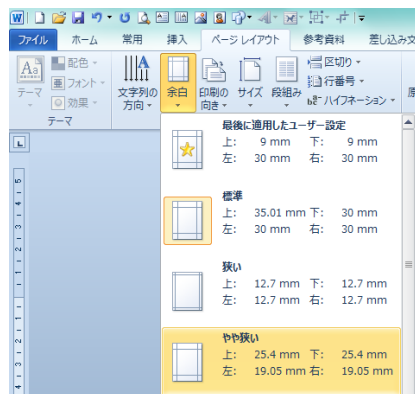 W
ファイル ホーム 常用 挿入 ページ レイアウト 参考資料 差し込み文
Aあ 配色 文字列の方向 余白 印刷の向き サイズ 段組み 区切り
テーマ フォント 行番号
効果 bc- ハイフネーション
テーマ
L
最後に適用したユーザー設定
上: 9 mm 下: 9 mm
左: 30 mm 右: 30 mm
標準
上: 35.01 mm 下: 30 mm
左: 30 mm 右: 30 mm
狭い
上: 12.7 mm 下: 12.7 mm
左: 12.7 mm 右: 12.7 mm
やや狭い
上: 25.4 mm 下: 25.4 mm
左: 19.05 mm 右: 19.05 mm